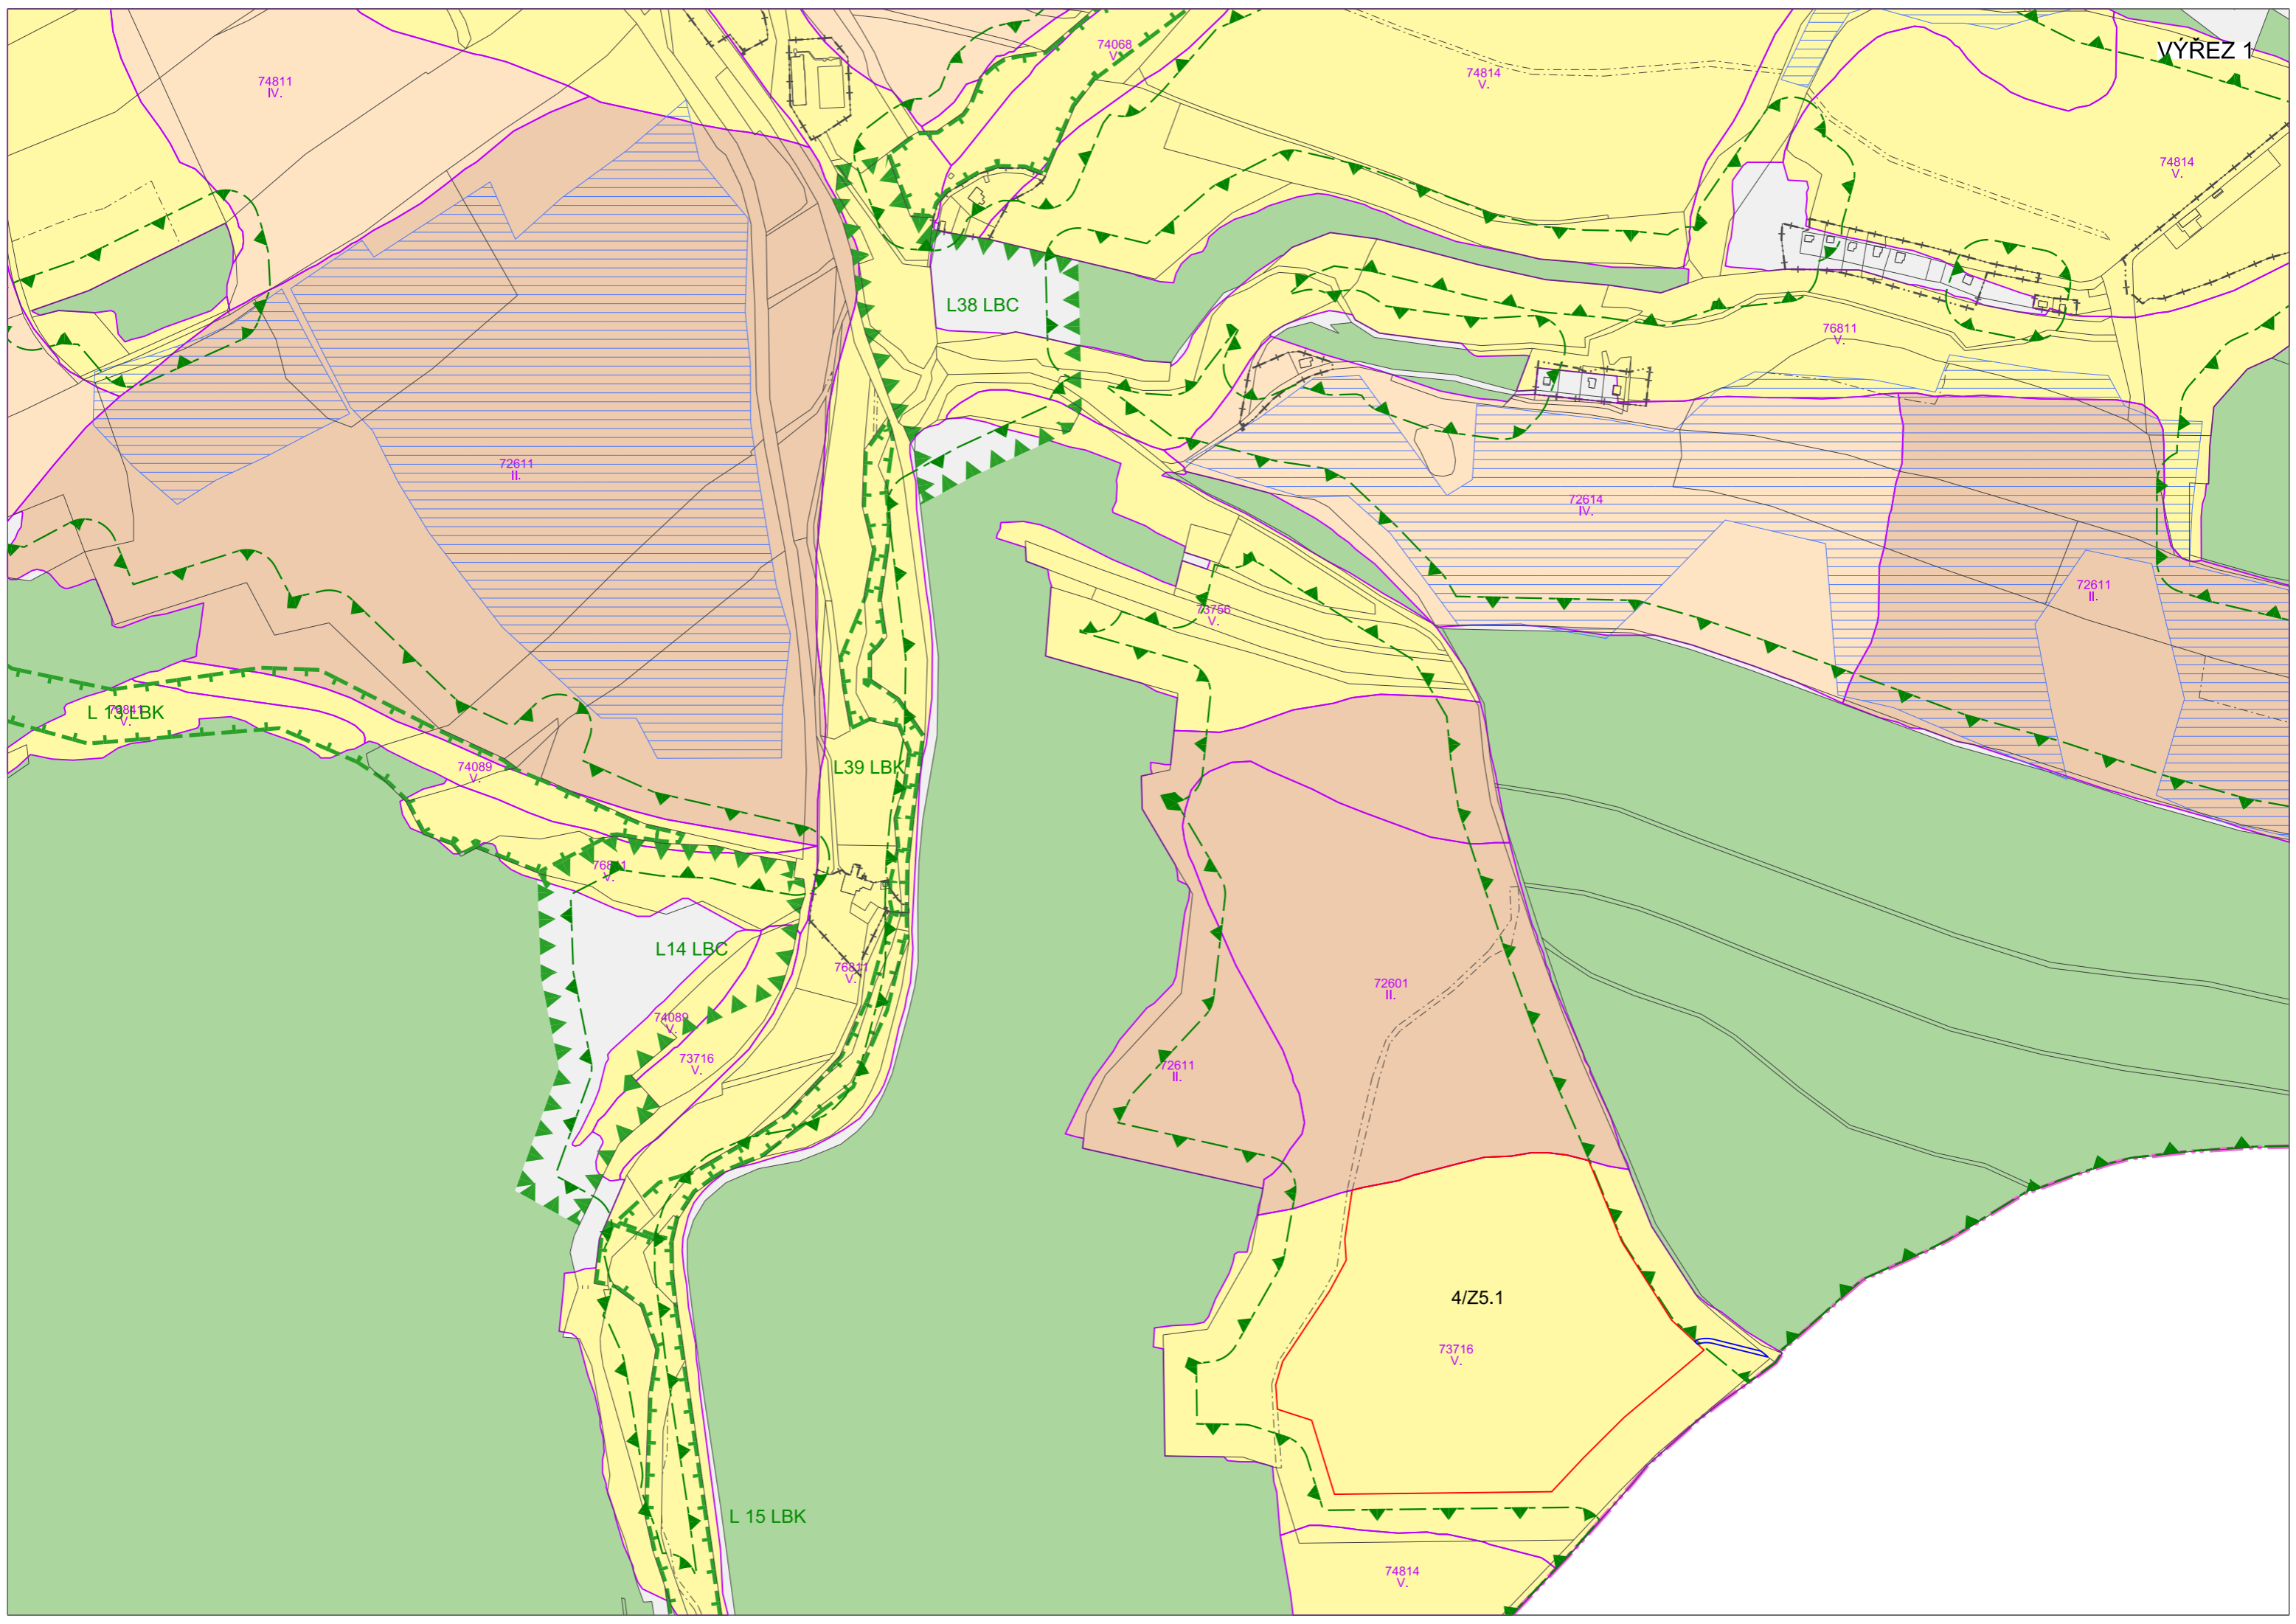 VÝŘEZ 1
74068
V.
74811
IV.
74814
V.
74814
V.
L38 LBC
76811
V.
72611
II.
72614
IV.
72611
II.
73756
V.
L 13 LBK
V.
L39 LBK
74089
V.
76811
V.
L14 LBC
76811
V.
72601
II.
74089
V.
73716
V.
72611
II.
4/Z5.1
73716
V.
L 15 LBK
74814
V.